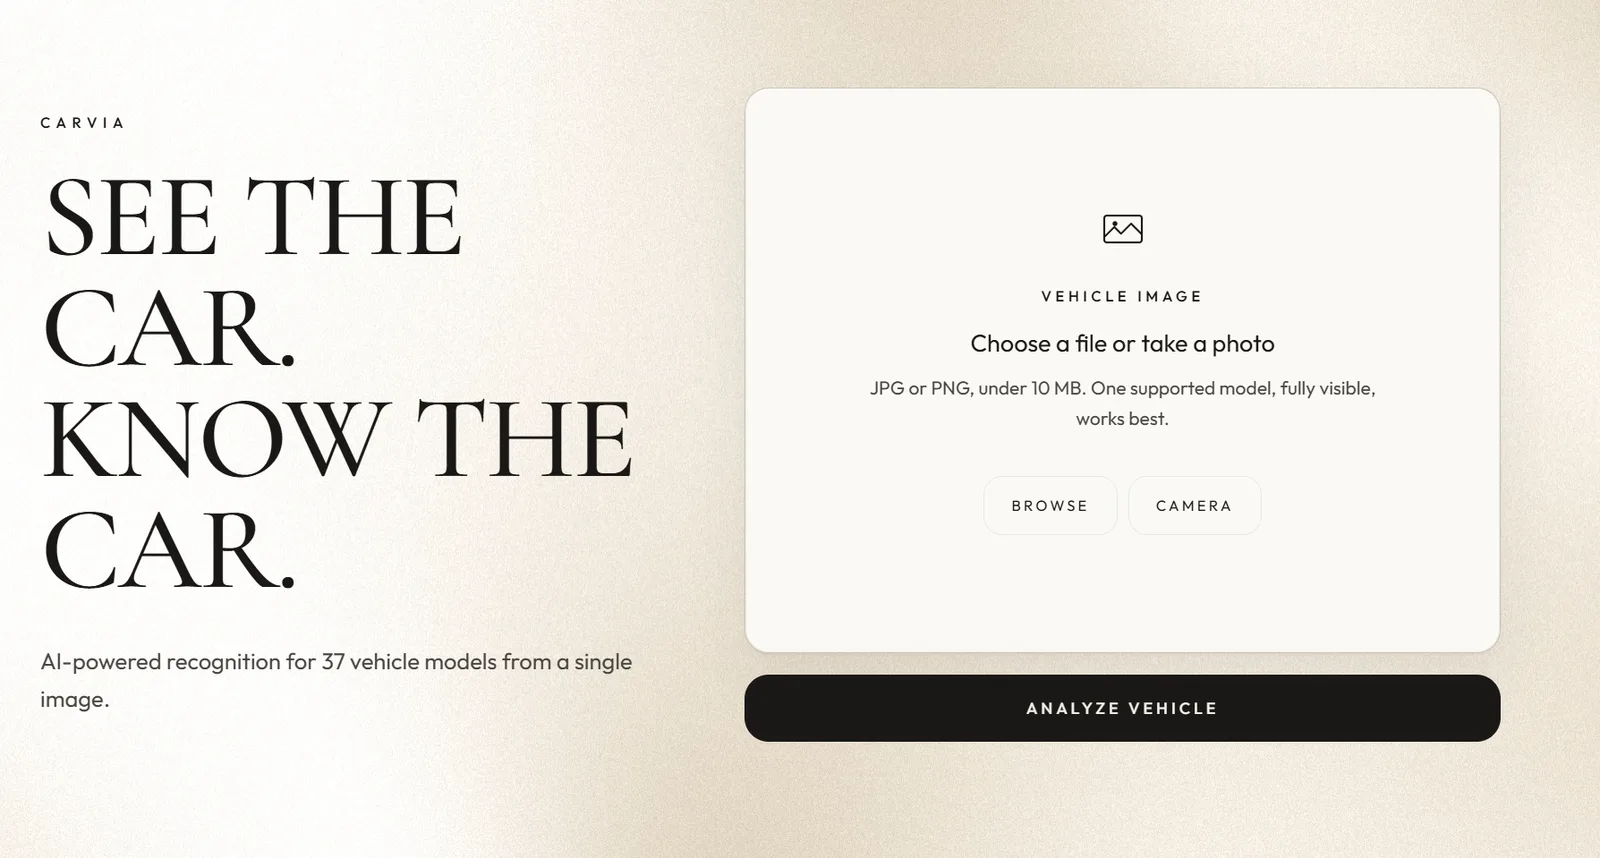 CARVIA
SEE THE
CAR.
KNOW THE
CAR.
AI-powered recognition for 37 vehicle models from a single
image.
VEHICLE IMAGE
Choose a file or take a photo
JPG or PNG, under 10 MB. One supported model, fully visible,
works best.
BROWSE
CAMERA
ANALYZE VEHICLE